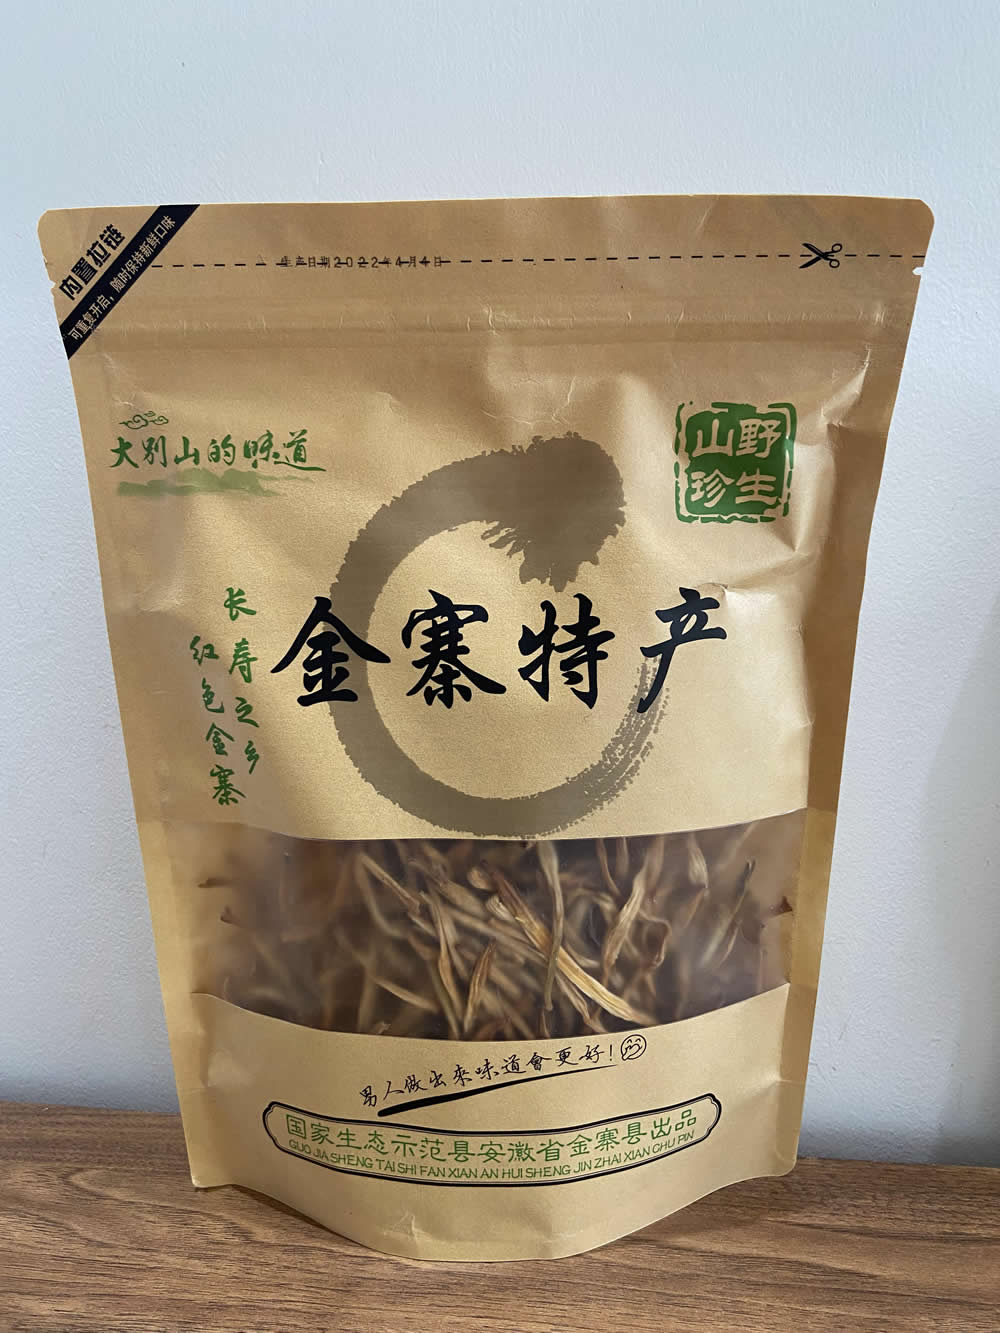 内置拉链
可重复开启，随时保持新鲜口味
生产日期2022年4月4日
大别山的味道
山野
珍生
长寿之乡
红色金寨
金寨特产
男人做出來味道會更好！
国家生态示范县安徽省金寨县出品
GUO JIA SHENG TAI SHI FAN XIAN AN HUI SHENG JIN ZHAI XIAN CHU PIN